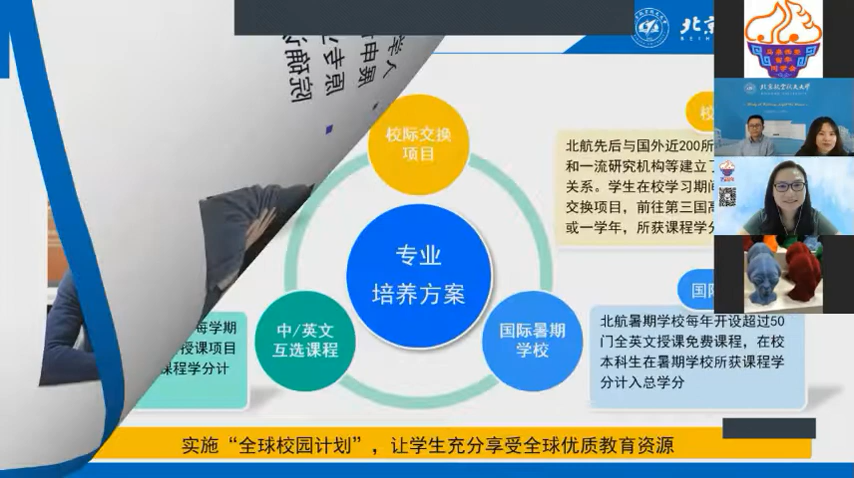 北京
校际交换
项目
专业
培养方案
中/英文
互选课程
国际暑期
学校
北航先后与国外近200所
和一流研究机构等建立
关系。学生在校学习期间
交换项目，前往第三国高
或一学年，所获课程学分
国际
北航暑期学校每年开设超过50
门全英文授课免费课程，在校
本科生在暑期学校所获课程学
分计入总学分
每学期
授课项目
课程学分计
实施“全球校园计划”，让学生充分享受全球优质教育资源
北京航空航天大学